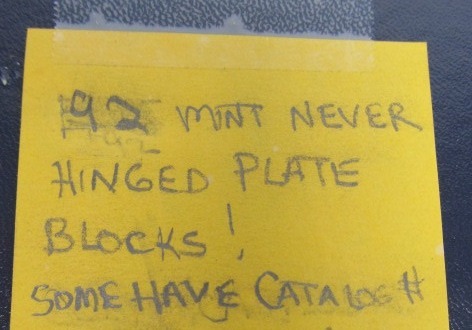 92 MINT NEVER
HINGED PLATE
BLOCKS!
SOME HAVE CATALOG #